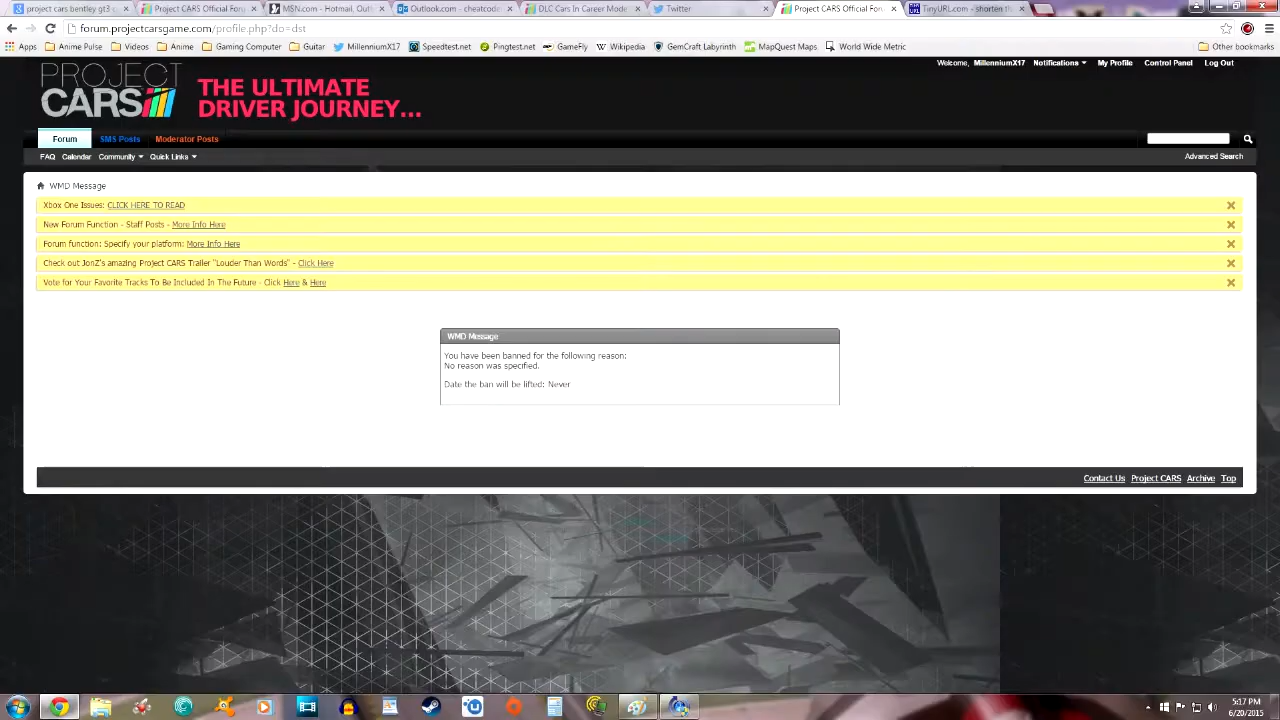 project cars bentley gt3 s
Project CARS Official For
MSN.com - Hotmail, Outl
Outlook.com - cheatcod
DLC Cars In Career Mode
Twitter
Project CARS Official For
TinyURL.com - shorten th
forum.projectcarsgame.com/profile.php?do=dst
Apps
Anime Pulse
Videos
Anime
Gaming Computer
Guitar
MillenniumX17
Speedtest.net
Pingtest.net
GameFly
Wikipedia
GemCraft Labyrinth
MapQuest Maps
World Wide Metric
Other bookmarks
Welcome, MillenniumX17 Notifications My Profile Control Panel Log Out
PROJECT
CARS
THE ULTIMATE
DRIVER JOURNEY...
Forum SMS Posts Moderator Posts
FAQ Calendar Community Quick Links
Advanced Search
WMD Message
Xbox One Issues: CLICK HERE TO READ
New Forum Function - Staff Posts - More Info Here
Forum function: Specify your platform: More Info Here
Check out JonZ's amazing Project CARS Trailer "Louder Than Words" - Click Here
Vote for Your Favorite Tracks To Be Included In The Future - Click Here & Here
WMD Message
You have been banned for the following reason:
No reason was specified.
Date the ban will be lifted: Never
Contact Us Project CARS Archive Top
5:17 PM
6/20/2015